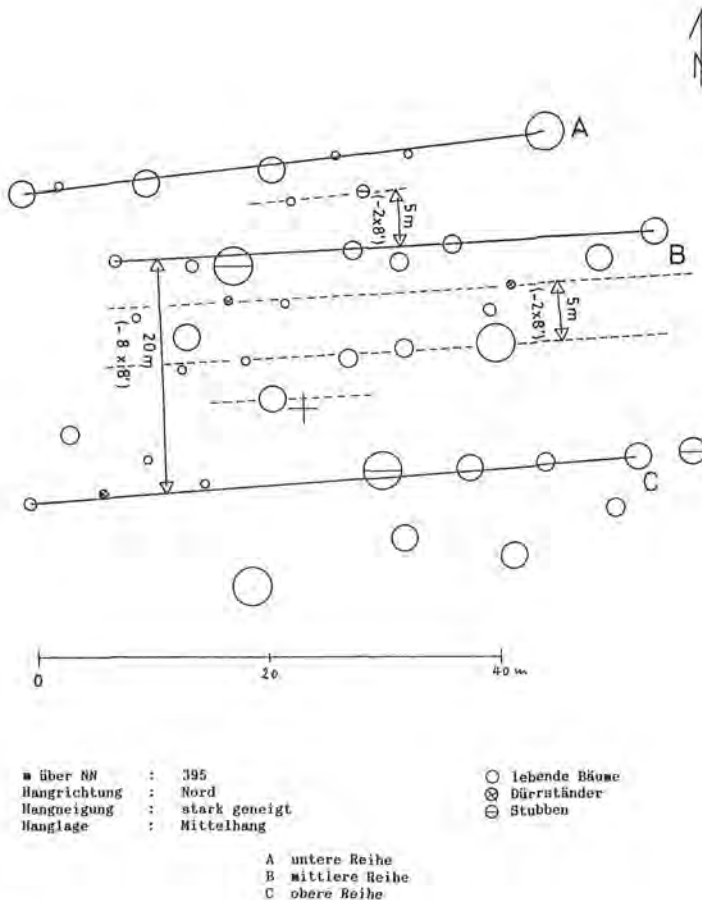 N
A
5m
(-2x8')
B
5m
(-2x8')
20m
(-8x8')
C
0 20 40 m
m über NN : 395
Hangrichtung : Nord
Hangneigung : stark geneigt
Hanglage : Mittelhang
lebende Bäume
Dürrständer
Stubben
A untere Reihe
B mittlere Reihe
C obere Reihe